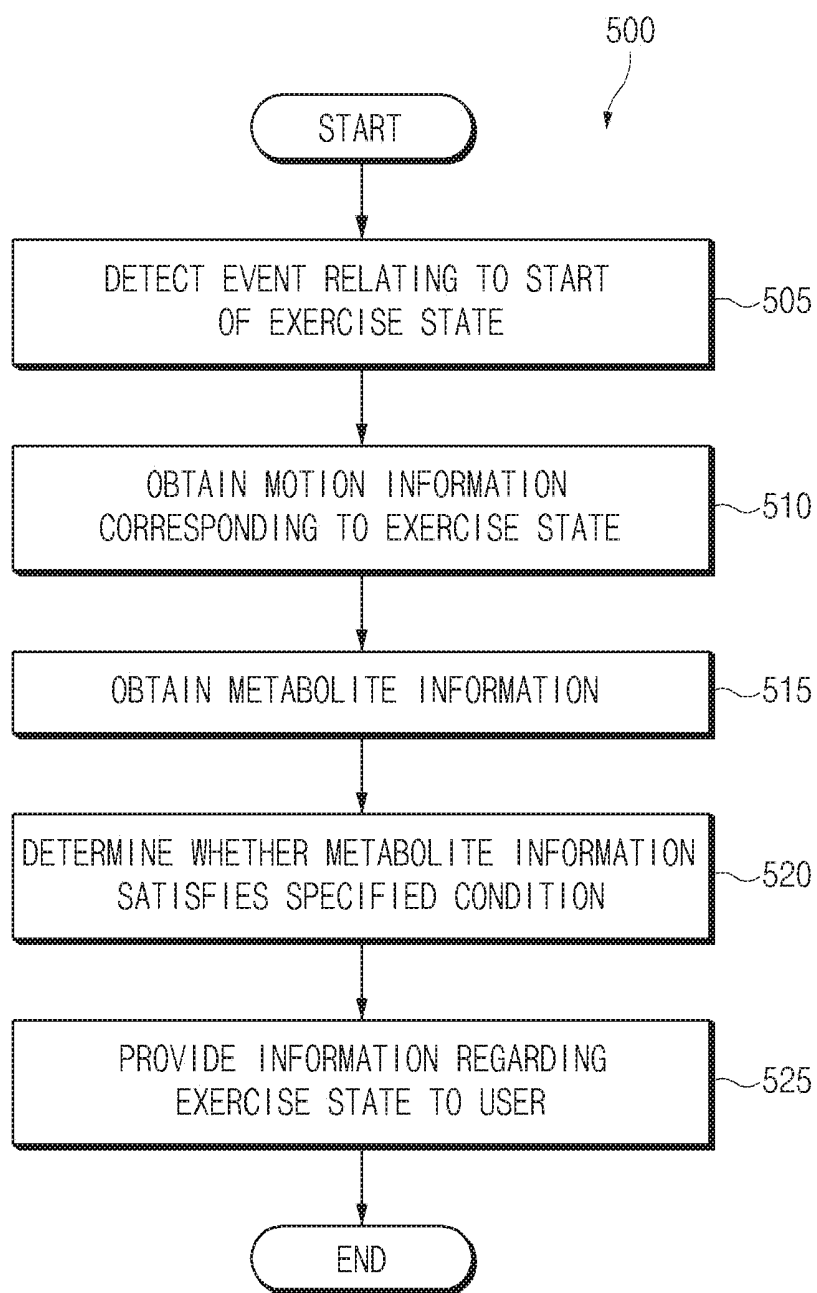 500
START
DETECT EVENT RELATING TO START
OF EXERCISE STATE
505
OBTAIN MOTION INFORMATION
CORRESPONDING TO EXERCISE STATE
510
OBTAIN METABOLITE INFORMATION
515
DETERMINE WHETHER METABOLITE INFORMATION
SATISFIES SPECIFIED CONDITION
520
PROVIDE INFORMATION REGARDING
EXERCISE STATE TO USER
525
END